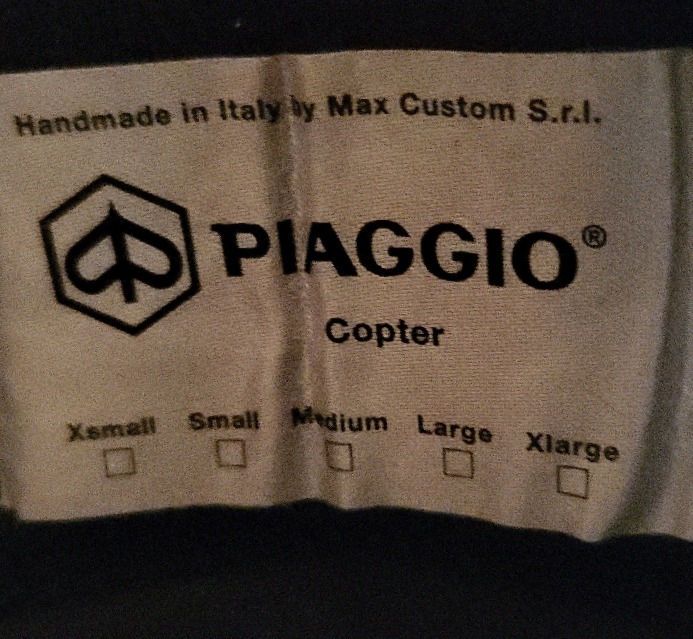 Handmade in Italy by Max Custom S.r.l.
PIAGGIO®
Copter
Xsmall Small Medium Large Xlarge